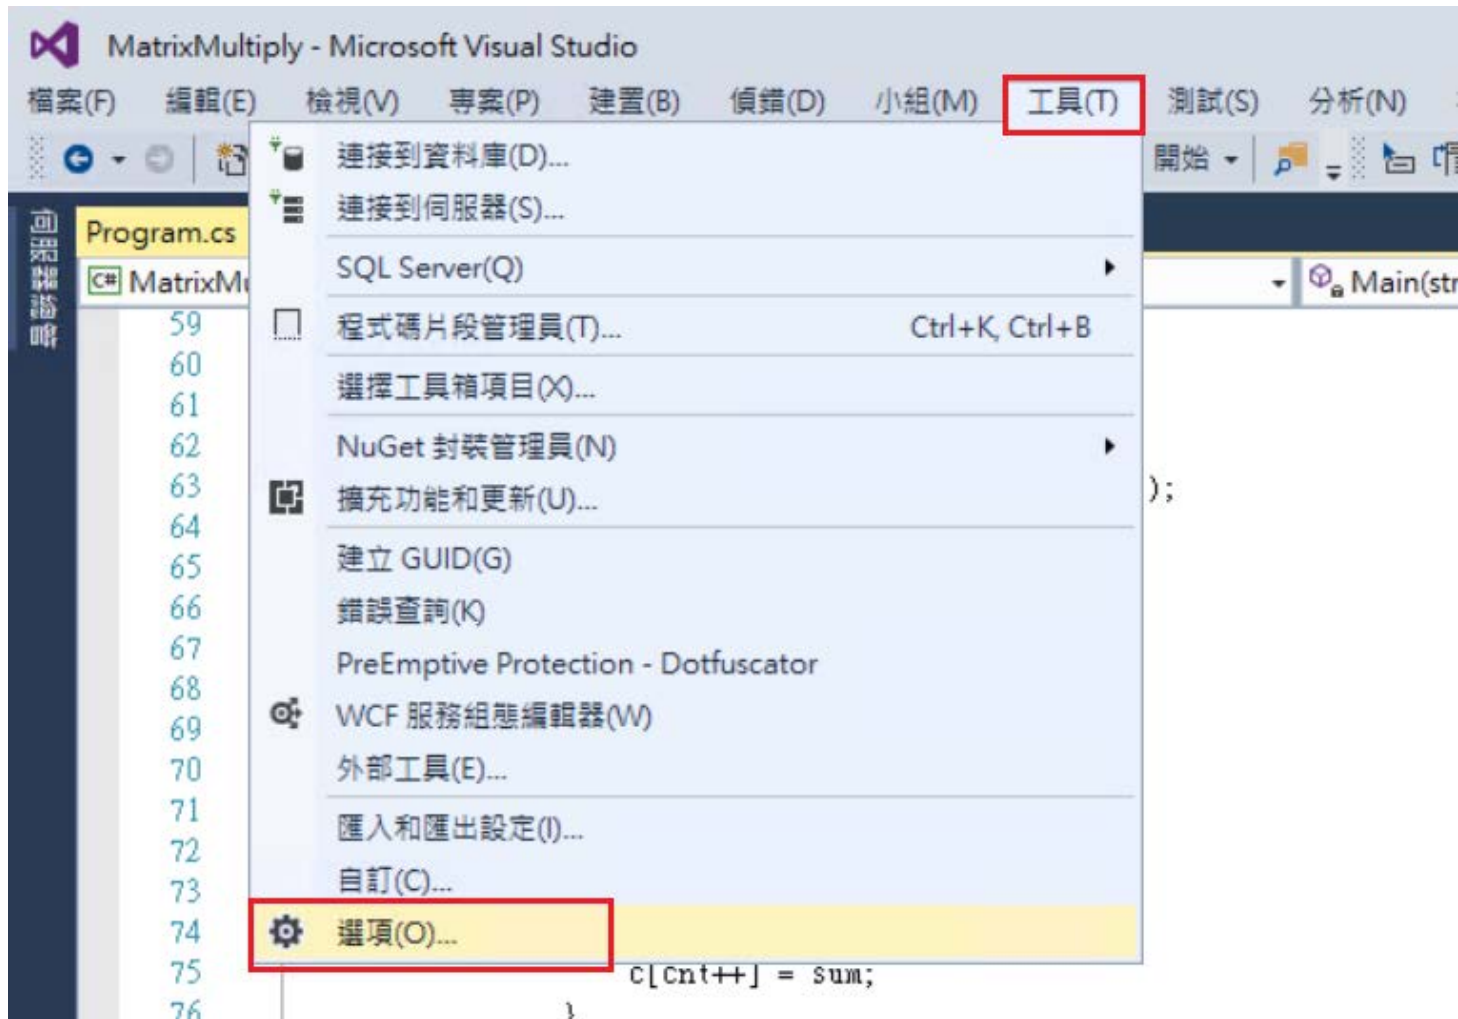 MatrixMultiply - Microsoft Visual Studio
檔案(F) 編輯(E) 檢視(V) 專案(P) 建置(B) 偵錯(D) 小組(M) 工具(T) 測試(S) 分析(N)
開始
伺服器總管
Program.cs
C# MatrixMu
Main(str
連接到資料庫(D)...
連接到伺服器(S)...
SQL Server(Q)
程式碼片段管理員(T)... Ctrl+K, Ctrl+B
選擇工具箱項目(X)...
NuGet 封裝管理員(N)
擴充功能和更新(U)...
建立 GUID(G)
錯誤查詢(K)
PreEmptive Protection - Dotfuscator
WCF 服務組態編輯器(W)
外部工具(E)...
匯入和匯出設定(I)...
自訂(C)...
選項(O)...
59
60
61
62
63 );
64
65
66
67
68
69
70
71
72
73
74
75 c[cnt++] = sum;
76 }